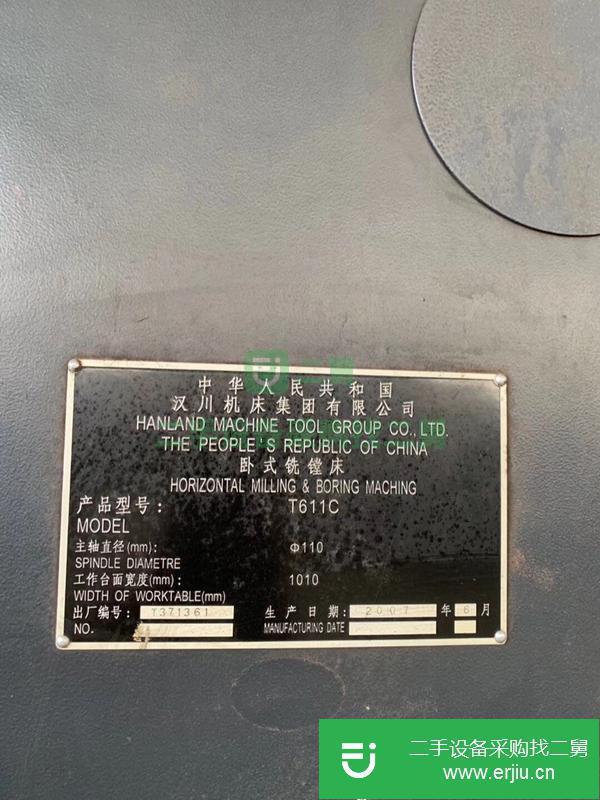 二舅
中华人民共和国
汉川机床集团有限公司
HANLAND MACHINE TOOL GROUP CO., LTD.
THE PEOPLE'S REPUBLIC OF CHINA
卧式铣镗床
HORIZONTAL MILLING & BORING MACHING
产品型号: T611C
MODEL
主轴直径(mm): Φ110
SPINDLE DIAMETRE
工作台面宽度(mm): 1010
WIDTH OF WORKTABLE(mm)
出厂编号: T371361 生产日期: 2007 年 6 月
NO. MANUFACTURING DATE
二手设备采购找二舅
www.erjiu.cn